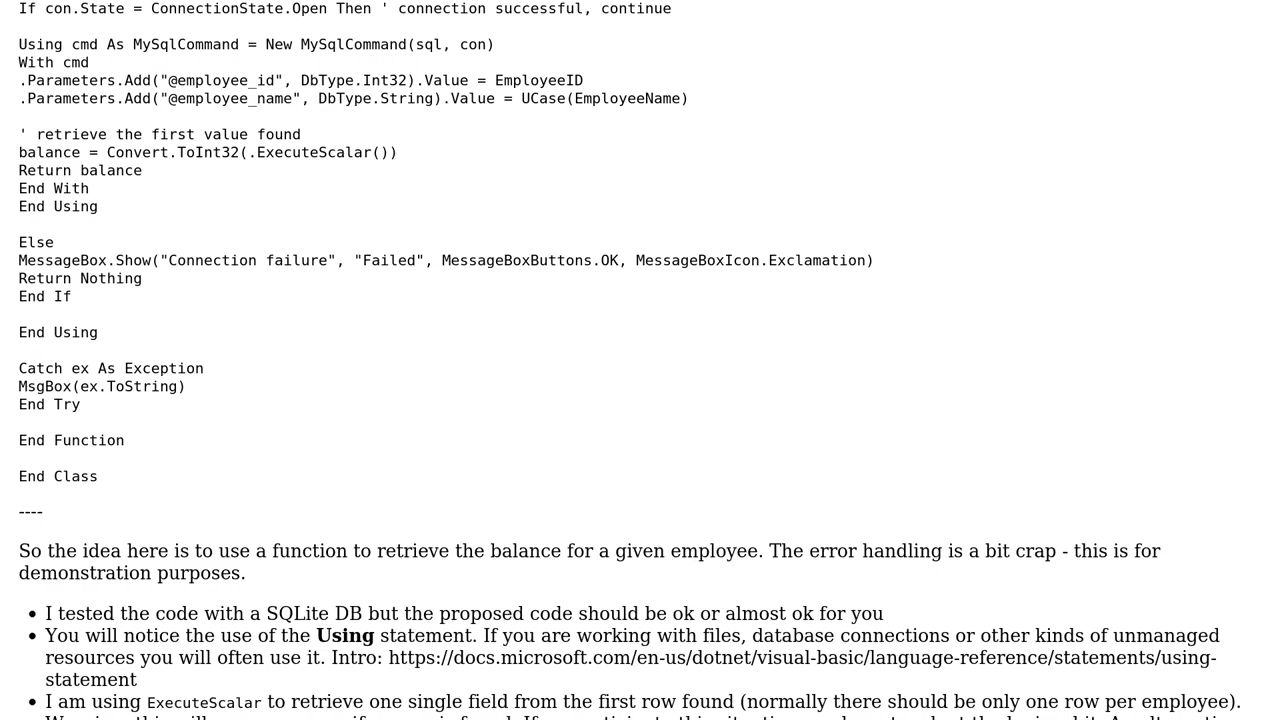 If con.State = ConnectionState.Open Then ' connection successful, continue
Using cmd As MySqlCommand = New MySqlCommand(sql, con)
With cmd
.Parameters.Add("@employee_id", DbType.Int32).Value = EmployeeID
.Parameters.Add("@employee_name", DbType.String).Value = UCase(EmployeeName)
' retrieve the first value found
balance = Convert.ToInt32(.ExecuteScalar())
Return balance
End With
End Using
Else
MessageBox.Show("Connection failure", "Failed", MessageBoxButtons.OK, MessageBoxIcon.Exclamation)
Return Nothing
End If
End Using
Catch ex As Exception
MsgBox(ex.ToString)
End Try
End Function
End Class
----
So the idea here is to use a function to retrieve the balance for a given employee. The error handling is a bit crap - this is for
demonstration purposes.
• I tested the code with a SQLite DB but the proposed code should be ok or almost ok for you
• You will notice the use of the Using statement. If you are working with files, database connections or other kinds of unmanaged
resources you will often use it. Intro: https://docs.microsoft.com/en-us/dotnet/visual-basic/language-reference/statements/using-
statement
• I am using ExecuteScalar to retrieve one single field from the first row found (normally there should be only one row per employee).